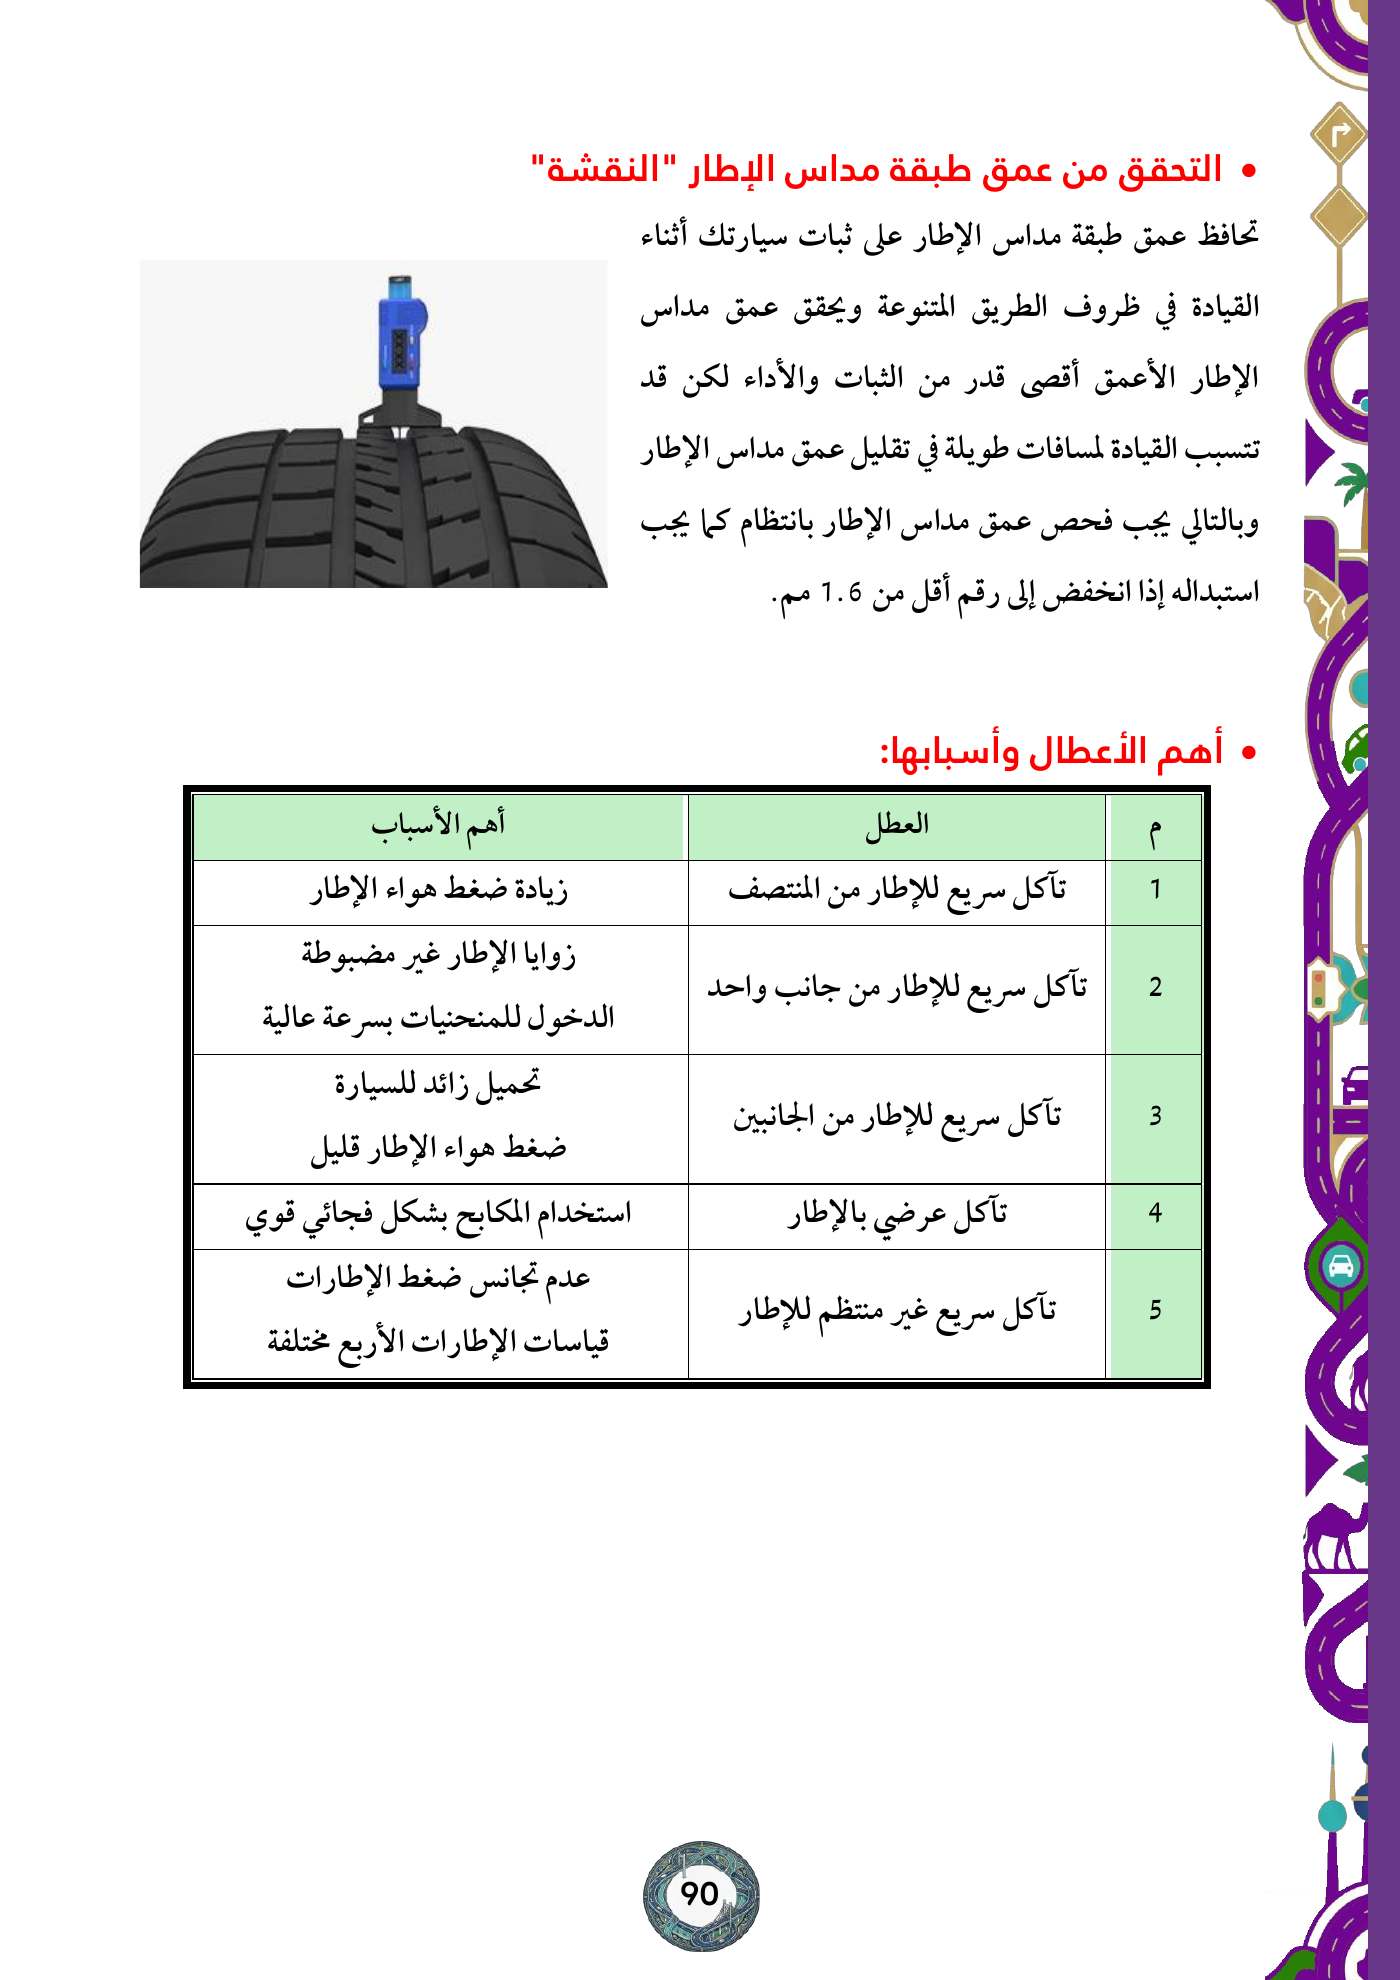 • التحقق من عمق طبقة مداس الإطار "النقشة"
تحافظ عمق طبقة مداس الإطار على ثبات سيارتك أثناء
القيادة في ظروف الطريق المتنوعة ويحقق عمق مداس
الإطار الأعمق أقصى قدر من الثبات والأداء لكن قد
تتسبب القيادة لمسافات طويلة في تقليل عمق مداس الإطار
وبالتالي يجب فحص عمق مداس الإطار بانتظام كما يجب
استبداله إذا انخفض إلى رقم أقل من 1.6 مم.
• أهم الأعطال وأسبابها:
م العطل أهم الأسباب
1 تآكل سريع للإطار من المنتصف زيادة ضغط هواء الإطار
2 تآكل سريع للإطار من جانب واحد زوايا الإطار غير مضبوطة
الدخول للمنحنيات بسرعة عالية
3 تآكل سريع للإطار من الجانبين تحميل زائد للسيارة
ضغط هواء الإطار قليل
4 تآكل عرضي بالإطار استخدام المكابح بشكل فجائي قوي
5 تآكل سريع غير منتظم للإطار عدم تجانس ضغط الإطارات
قياسات الإطارات الأربع مختلفة
90